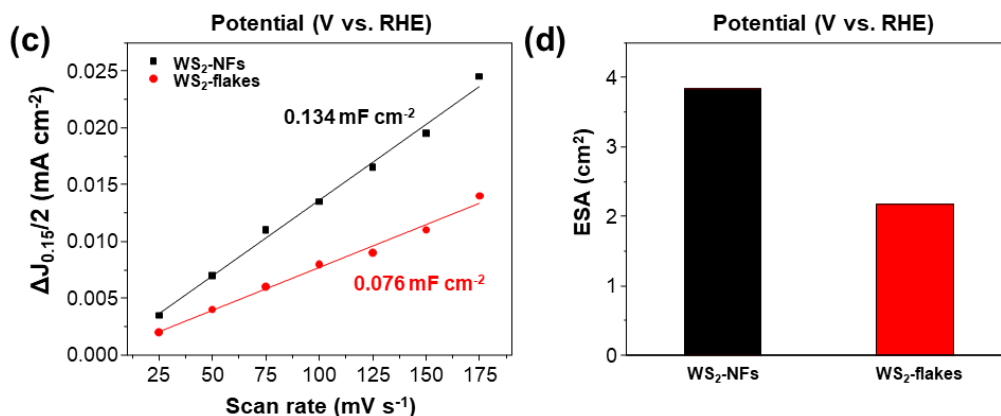 Potential (V vs. RHE)
(c)
0.025
0.020
0.015
0.010
0.005
0.000
ΔJ0.15/2 (mA cm-2)
WS2-NFs
WS2-flakes
0.134 mF cm-2
0.076 mF cm-2
25 50 75 100 125 150 175
Scan rate (mV s-1)
Potential (V vs. RHE)
(d)
4
3
2
1
0
ESA (cm2)
WS2-NFs WS2-flakes